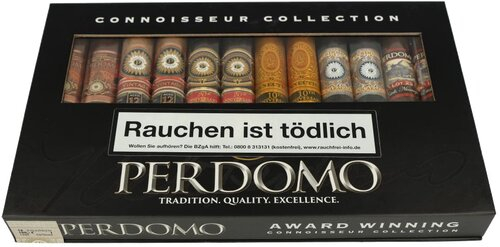 CONNOISSEUR COLLECTION
PERDOMO
Rauchen ist tödlich
Wollen Sie aufhören? Die BZgA hilft: Tel.: 0800 8 313131 (kostenfrei), www.rauchfrei-info.de
PERDOMO
TRADITION. QUALITY. EXCELLENCE.
PERDOMO
AWARD WINNING
CONNOISSEUR COLLECTION